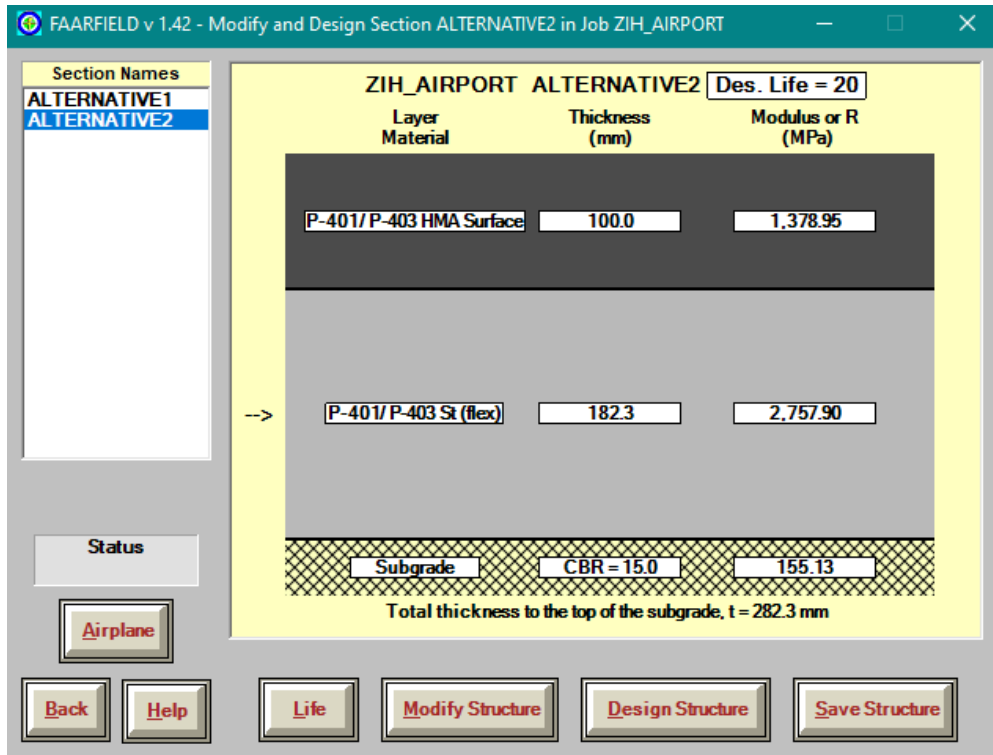 FAARFIELD v 1.42 - Modify and Design Section ALTERNATIVE2 in Job ZIH_AIRPORT
Section Names
ALTERNATIVE1
ALTERNATIVE2
ZIH_AIRPORT ALTERNATIVE2 Des. Life = 20
Layer Material Thickness (mm) Modulus or R (MPa)
P-401/ P-403 HMA Surface 100.0 1,378.95
--> P-401/ P-403 St (flex) 182.3 2,757.90
Subgrade CBR = 15.0 155.13
Total thickness to the top of the subgrade, t = 282.3 mm
Status
Airplane
Back Help Life Modify Structure Design Structure Save Structure